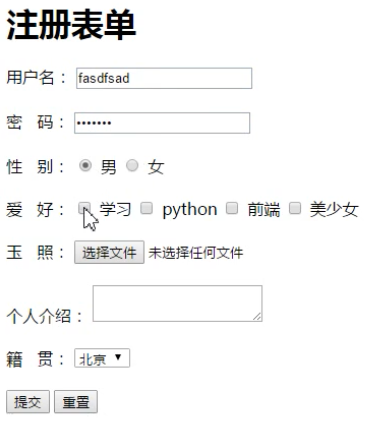 注册表单
用户名： fasdfsad
密 码： •••••••
性 别： 男 女
爱 好： 学习 python 前端 美少女
玉 照： 选择文件 未选择任何文件
个人介绍：
籍 贯： 北京
提交 重置